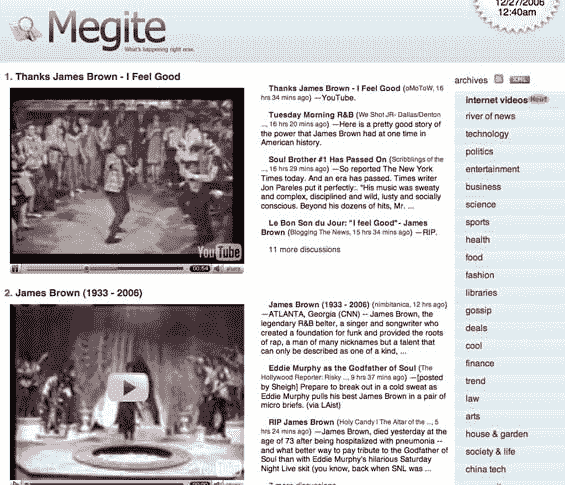 12/27/2006
12:40am
Megite
What's happening right now.
1. Thanks James Brown - I Feel Good
YouTube
00:54
share
Thanks James Brown - I Feel Good (oMoToW, 16
hrs 34 mins ago) —YouTube.
Tuesday Morning R&B (We Shot JR- Dallas/Denton
..., 16 hrs 20 mins ago) —Here is a pretty good story of
the power that James Brown had at one time in
American history.
Soul Brother #1 Has Passed On (Scribblings of the
..., 16 hrs 29 mins ago) —So reported The New York
Times today. And an era has passed. Times writer
Jon Pareles put it perfectly:. "His music was sweaty
and complex, disciplined and wild, lusty and socially
conscious. Beyond his dozens of hits, Mr. ...
Le Bon Son du Jour: "I feel Good"- James
Brown (Blogging The News, 15 hrs 34 mins ago) —RIP.
11 more discussions
2. James Brown (1933 - 2006)
YouTube
James Brown (1933 - 2006) (nimbitanica, 12 hrs ago)
—ATLANTA, Georgia (CNN) -- James Brown, the
legendary R&B belter, a singer and songwriter who
created a foundation for funk and provided the roots
of rap, a man of many nicknames but a talent that
can only be described as one of a kind, ...
Eddie Murphy as the Godfather of Soul (The
Hollywood Reporter: Risky ..., 9 hrs 37 mins ago) —[posted
by Sheigh] Prepare to break out in a cold sweat as
Eddie Murphy pulls his best James Brown in a pair of
micro briefs. (via LAist)
RIP James Brown (Holy Candy I The Altar of the ..., 5
hrs 24 mins ago) —James Brown, died yesterday at the
age of 73 after being hospitalized with pneumonia --
and what better way to pay tribute to the Godfather of
Soul than with Eddie Murphy's hilarious Saturday
Night Live skit (you know, back when SNL was ...
archives XML
internet videos
river of news
technology
politics
entertainment
business
science
sports
health
food
fashion
libraries
gossip
deals
cool
finance
trend
law
arts
house & garden
society & life
china tech